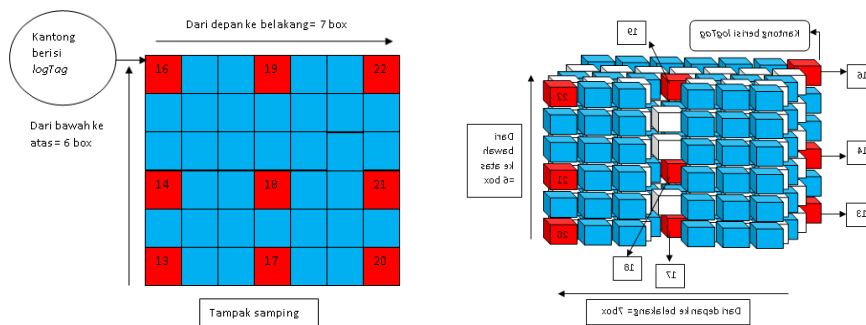 Kantong
berisi
logTag
Dari depan ke belakang= 7 box
16 19 22
Dari bawah ke
atas= 6 box
14 18 21
13 17 20
Tampak samping
19
Kantong berisi logTag
16
22
Dari
bawah
ke
atas
=6
box
14
21
13
20
18
17
Dari depan ke belakang= 7box